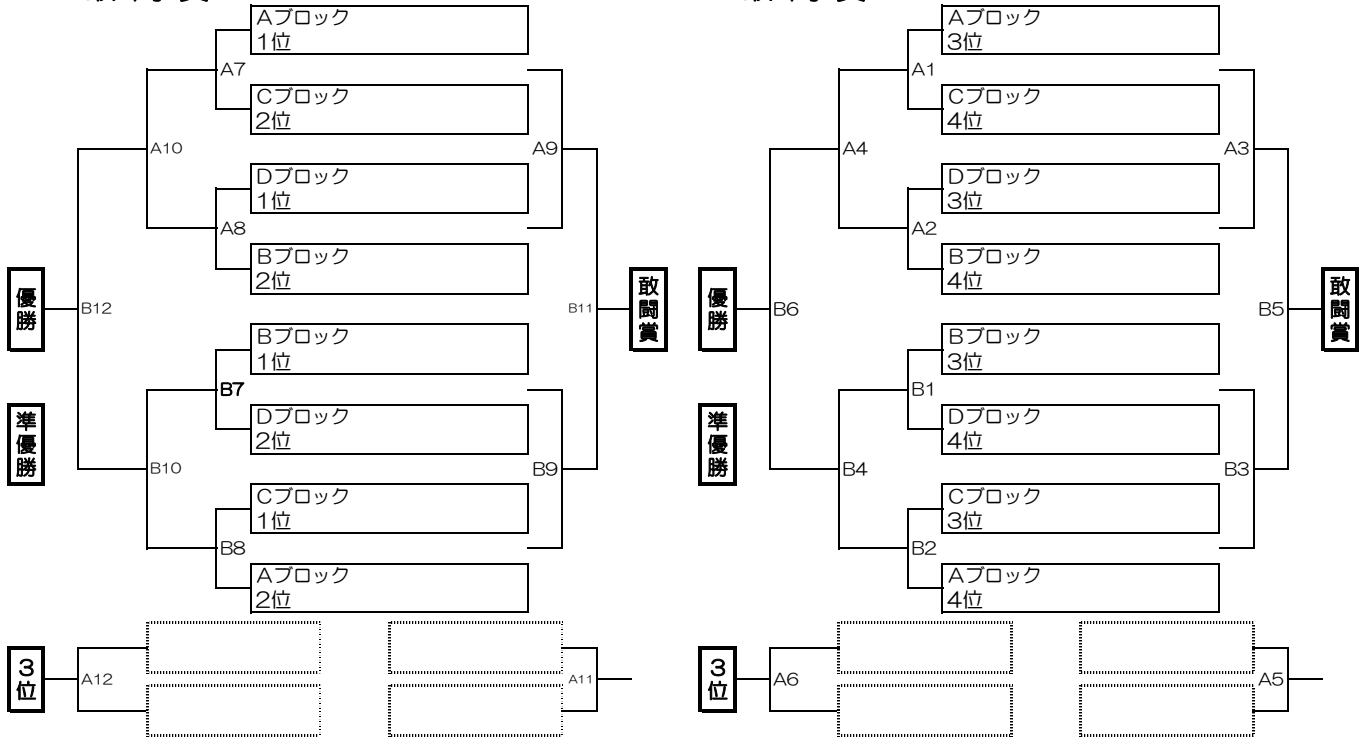 Aブロック
1位
A7
Cブロック
2位
A10
A9
Dブロック
1位
A8
Bブロック
2位
優勝
B12
B11
敢闘賞
Bブロック
1位
B7
Dブロック
2位
準優勝
B10
B9
Cブロック
1位
B8
Aブロック
2位
3位
A12
A11
Aブロック
3位
A1
Cブロック
4位
A4
A3
Dブロック
3位
A2
Bブロック
4位
優勝
B6
B5
敢闘賞
Bブロック
3位
B1
Dブロック
4位
準優勝
B4
B3
Cブロック
3位
B2
Aブロック
4位
3位
A6
A5